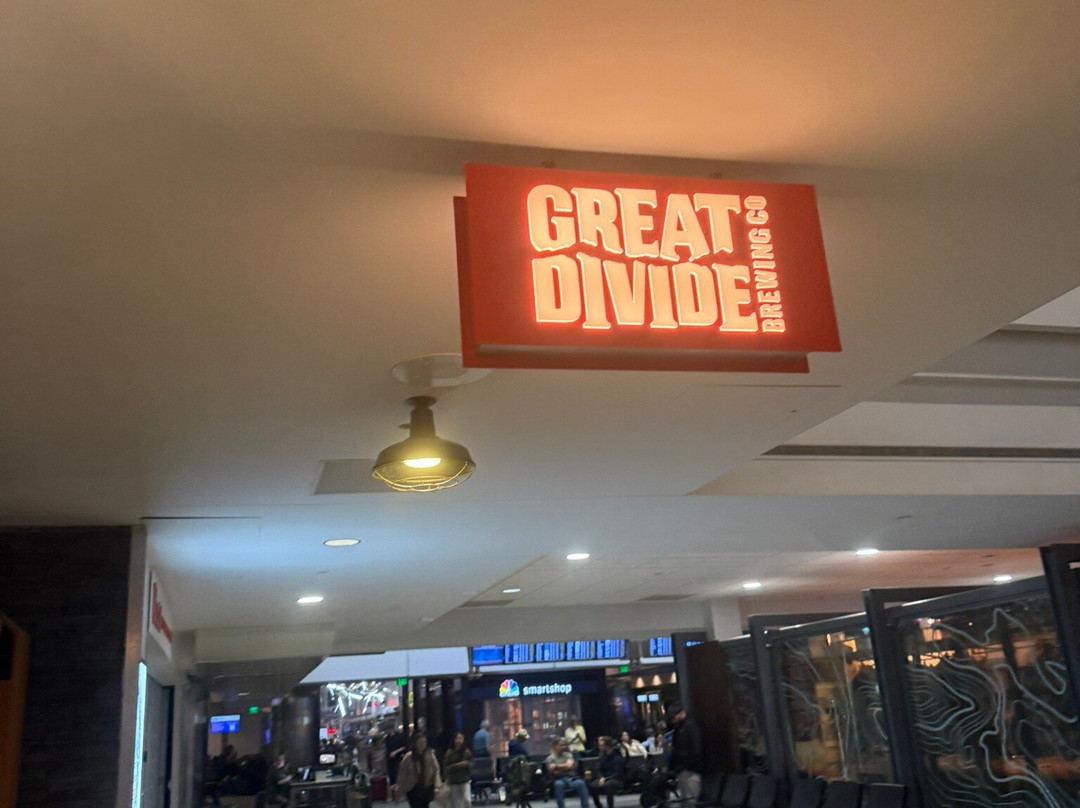 GREAT
DIVIDE
BREWING CO
smartshop